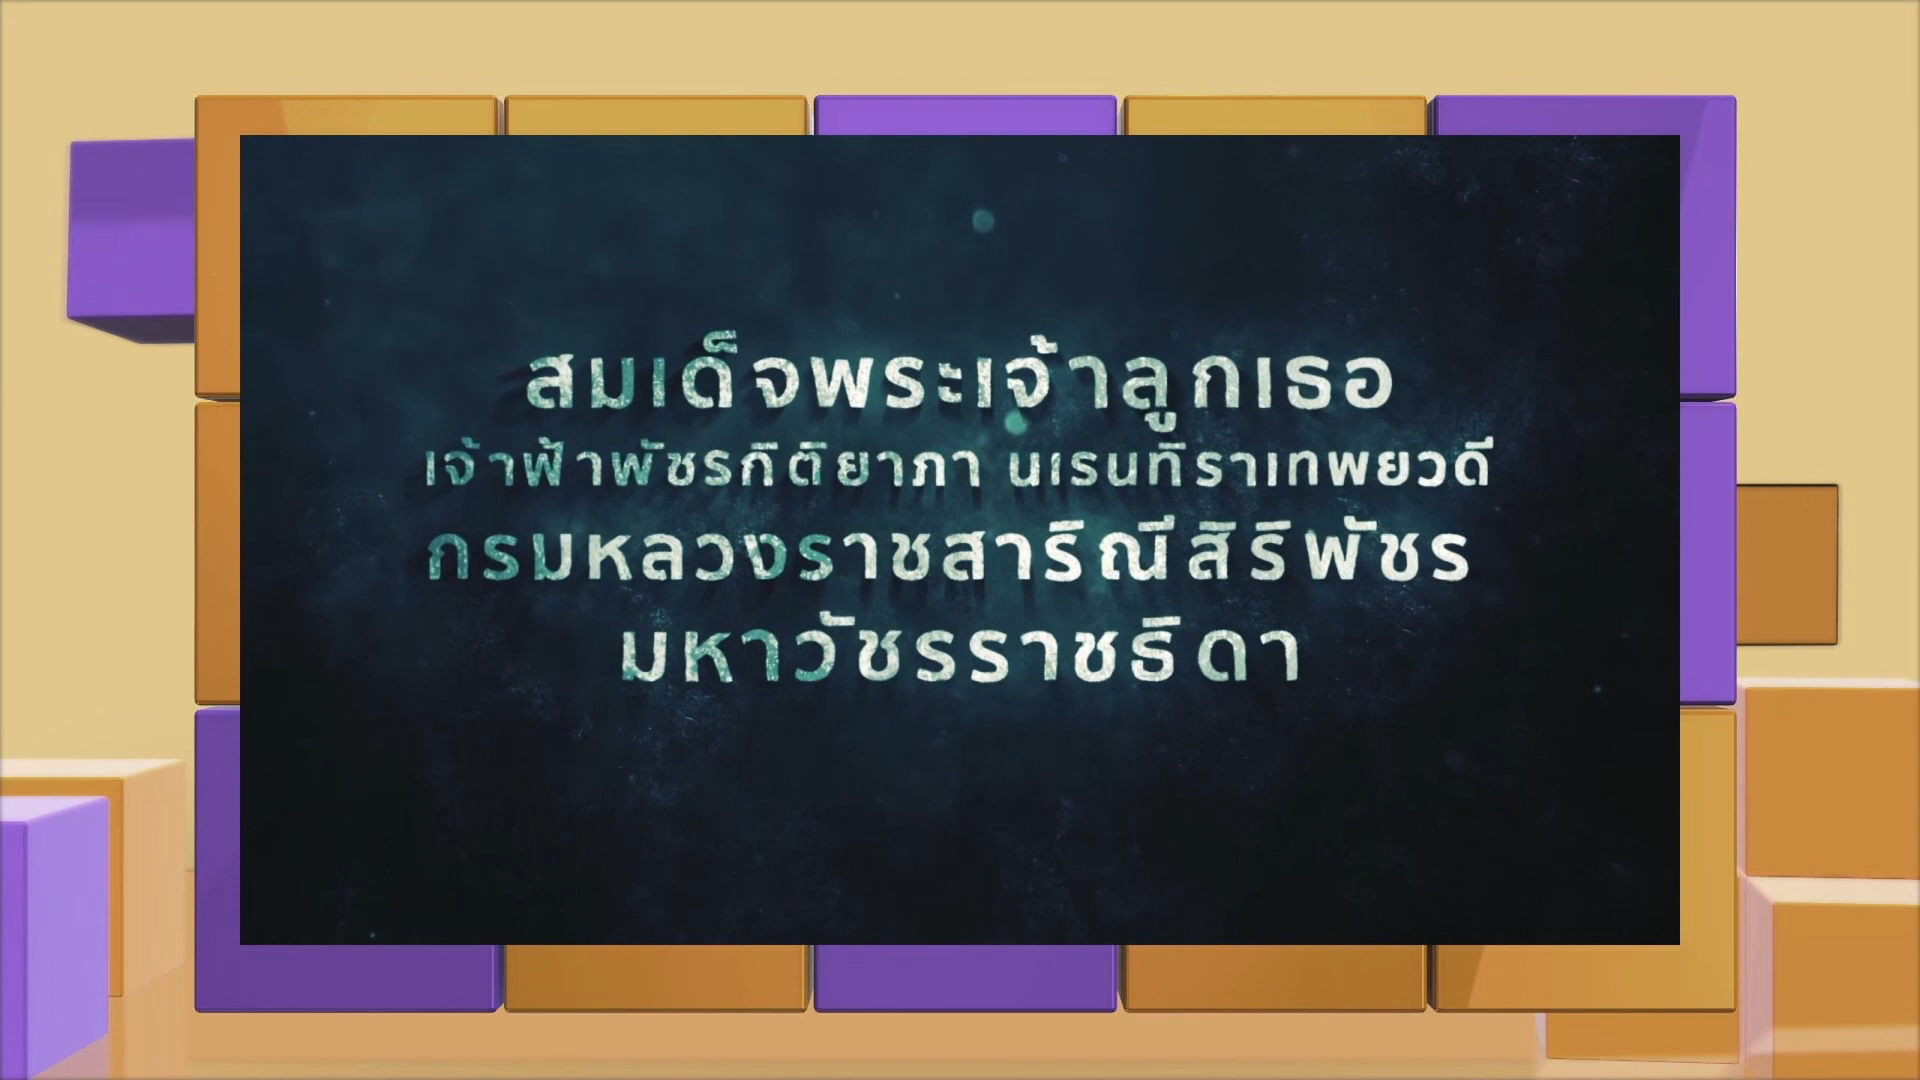 สมเด็จพระเจ้าลูกเธอ
เจ้าฟ้าพัชรกิติยาภา นเรนทิราเทพยวดี
กรมหลวงราชสาริณีสิริพัชร
มหาวัชรราชธิดา